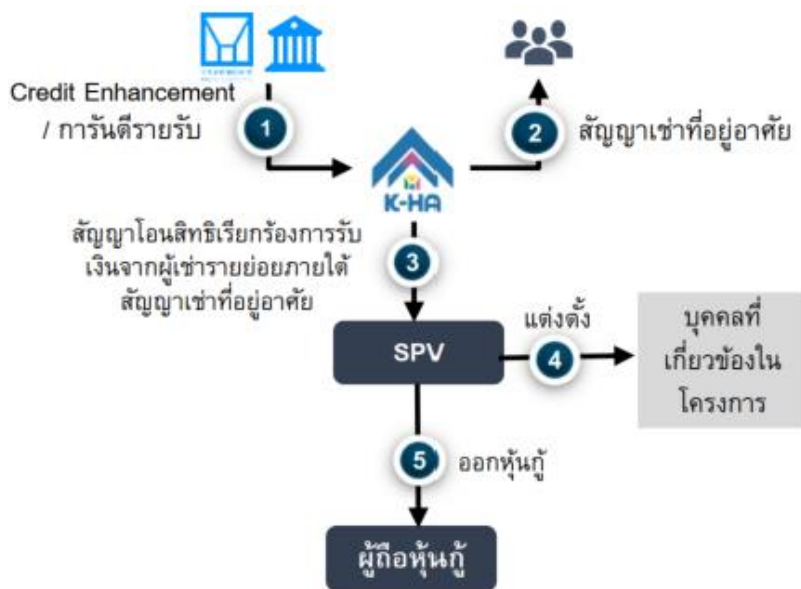 Credit Enhancement
/ การันตีรายรับ
1
2
สัญญาเช่าที่อยู่อาศัย
K-HA
สัญญาโอนสิทธิเรียกร้องการรับ
เงินจากผู้เช่ารายย่อยภายใต้
สัญญาเช่าที่อยู่อาศัย
3
SPV
แต่งตั้ง
4
บุคคลที่
เกี่ยวข้องใน
โครงการ
5
ออกหุ้นกู้
ผู้ถือหุ้นกู้